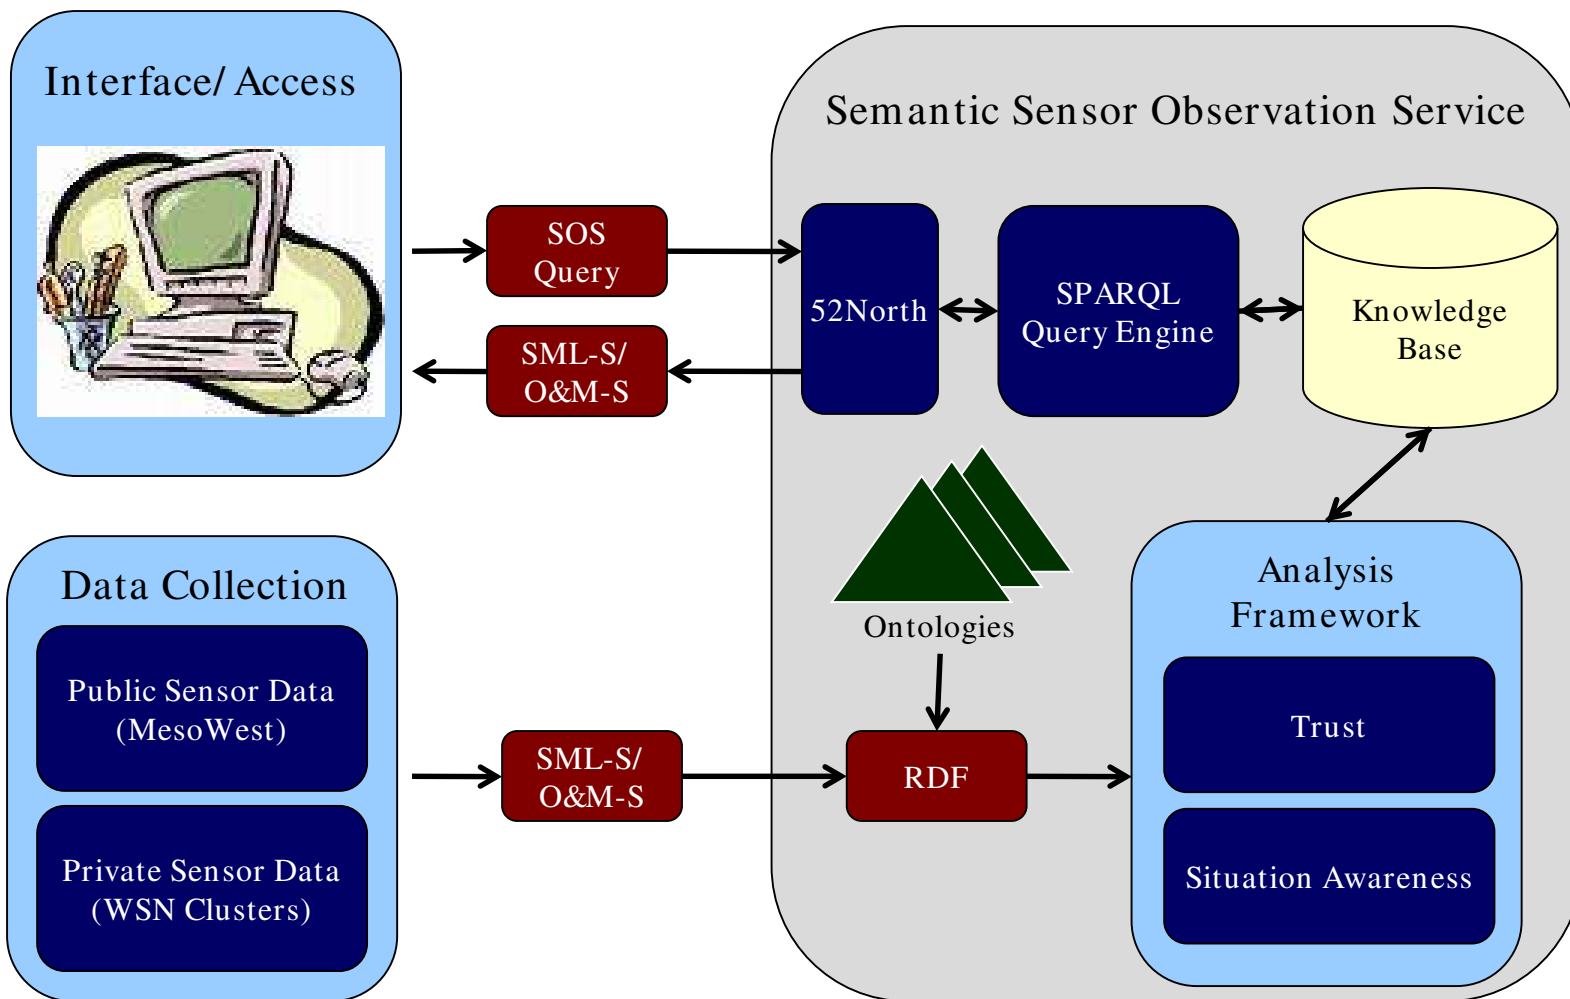 Interface/ Access
Semantic Sensor Observation Service
SOS
Query
SML-S/
O&M-S
52North
SPARQL
Query Engine
Knowledge
Base
Ontologies
Data Collection
Public Sensor Data
(MesoWest)
Private Sensor Data
(WSN Clusters)
SML-S/
O&M-S
RDF
Analysis
Framework
Trust
Situation Awareness